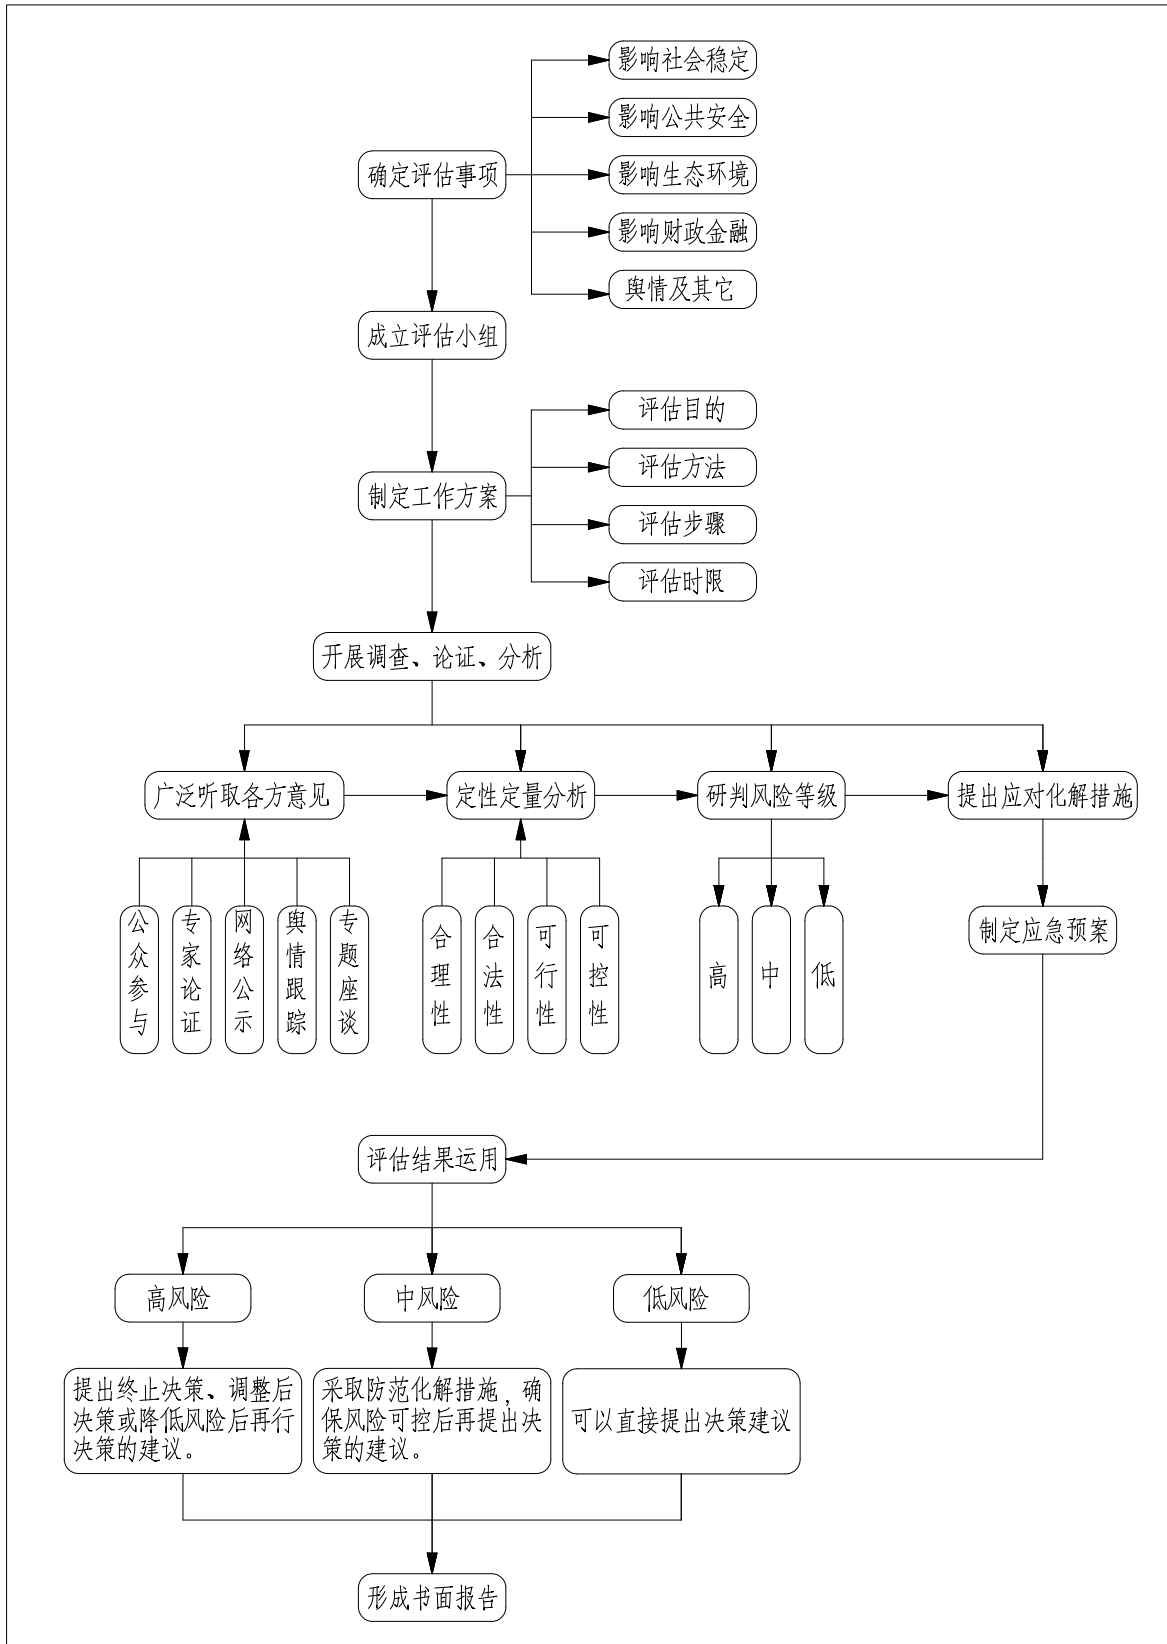 影响社会稳定
影响公共安全
确定评估事项
影响生态环境
影响财政金融
舆情及其它
成立评估小组
评估目的
评估方法
制定工作方案
评估步骤
评估时限
开展调查、论证、分析
广泛听取各方意见
定性定量分析
研判风险等级
提出应对化解措施
公众参与
专家论证
网络公示
舆情跟踪
专题座谈
合理性
合法性
可行性
可控性
高
中
低
制定应急预案
评估结果运用
高风险
中风险
低风险
提出终止决策、调整后
决策或降低风险后再行
决策的建议。
采取防范化解措施,确
保风险可控后再提出决
策的建议。
可以直接提出决策建议
形成书面报告